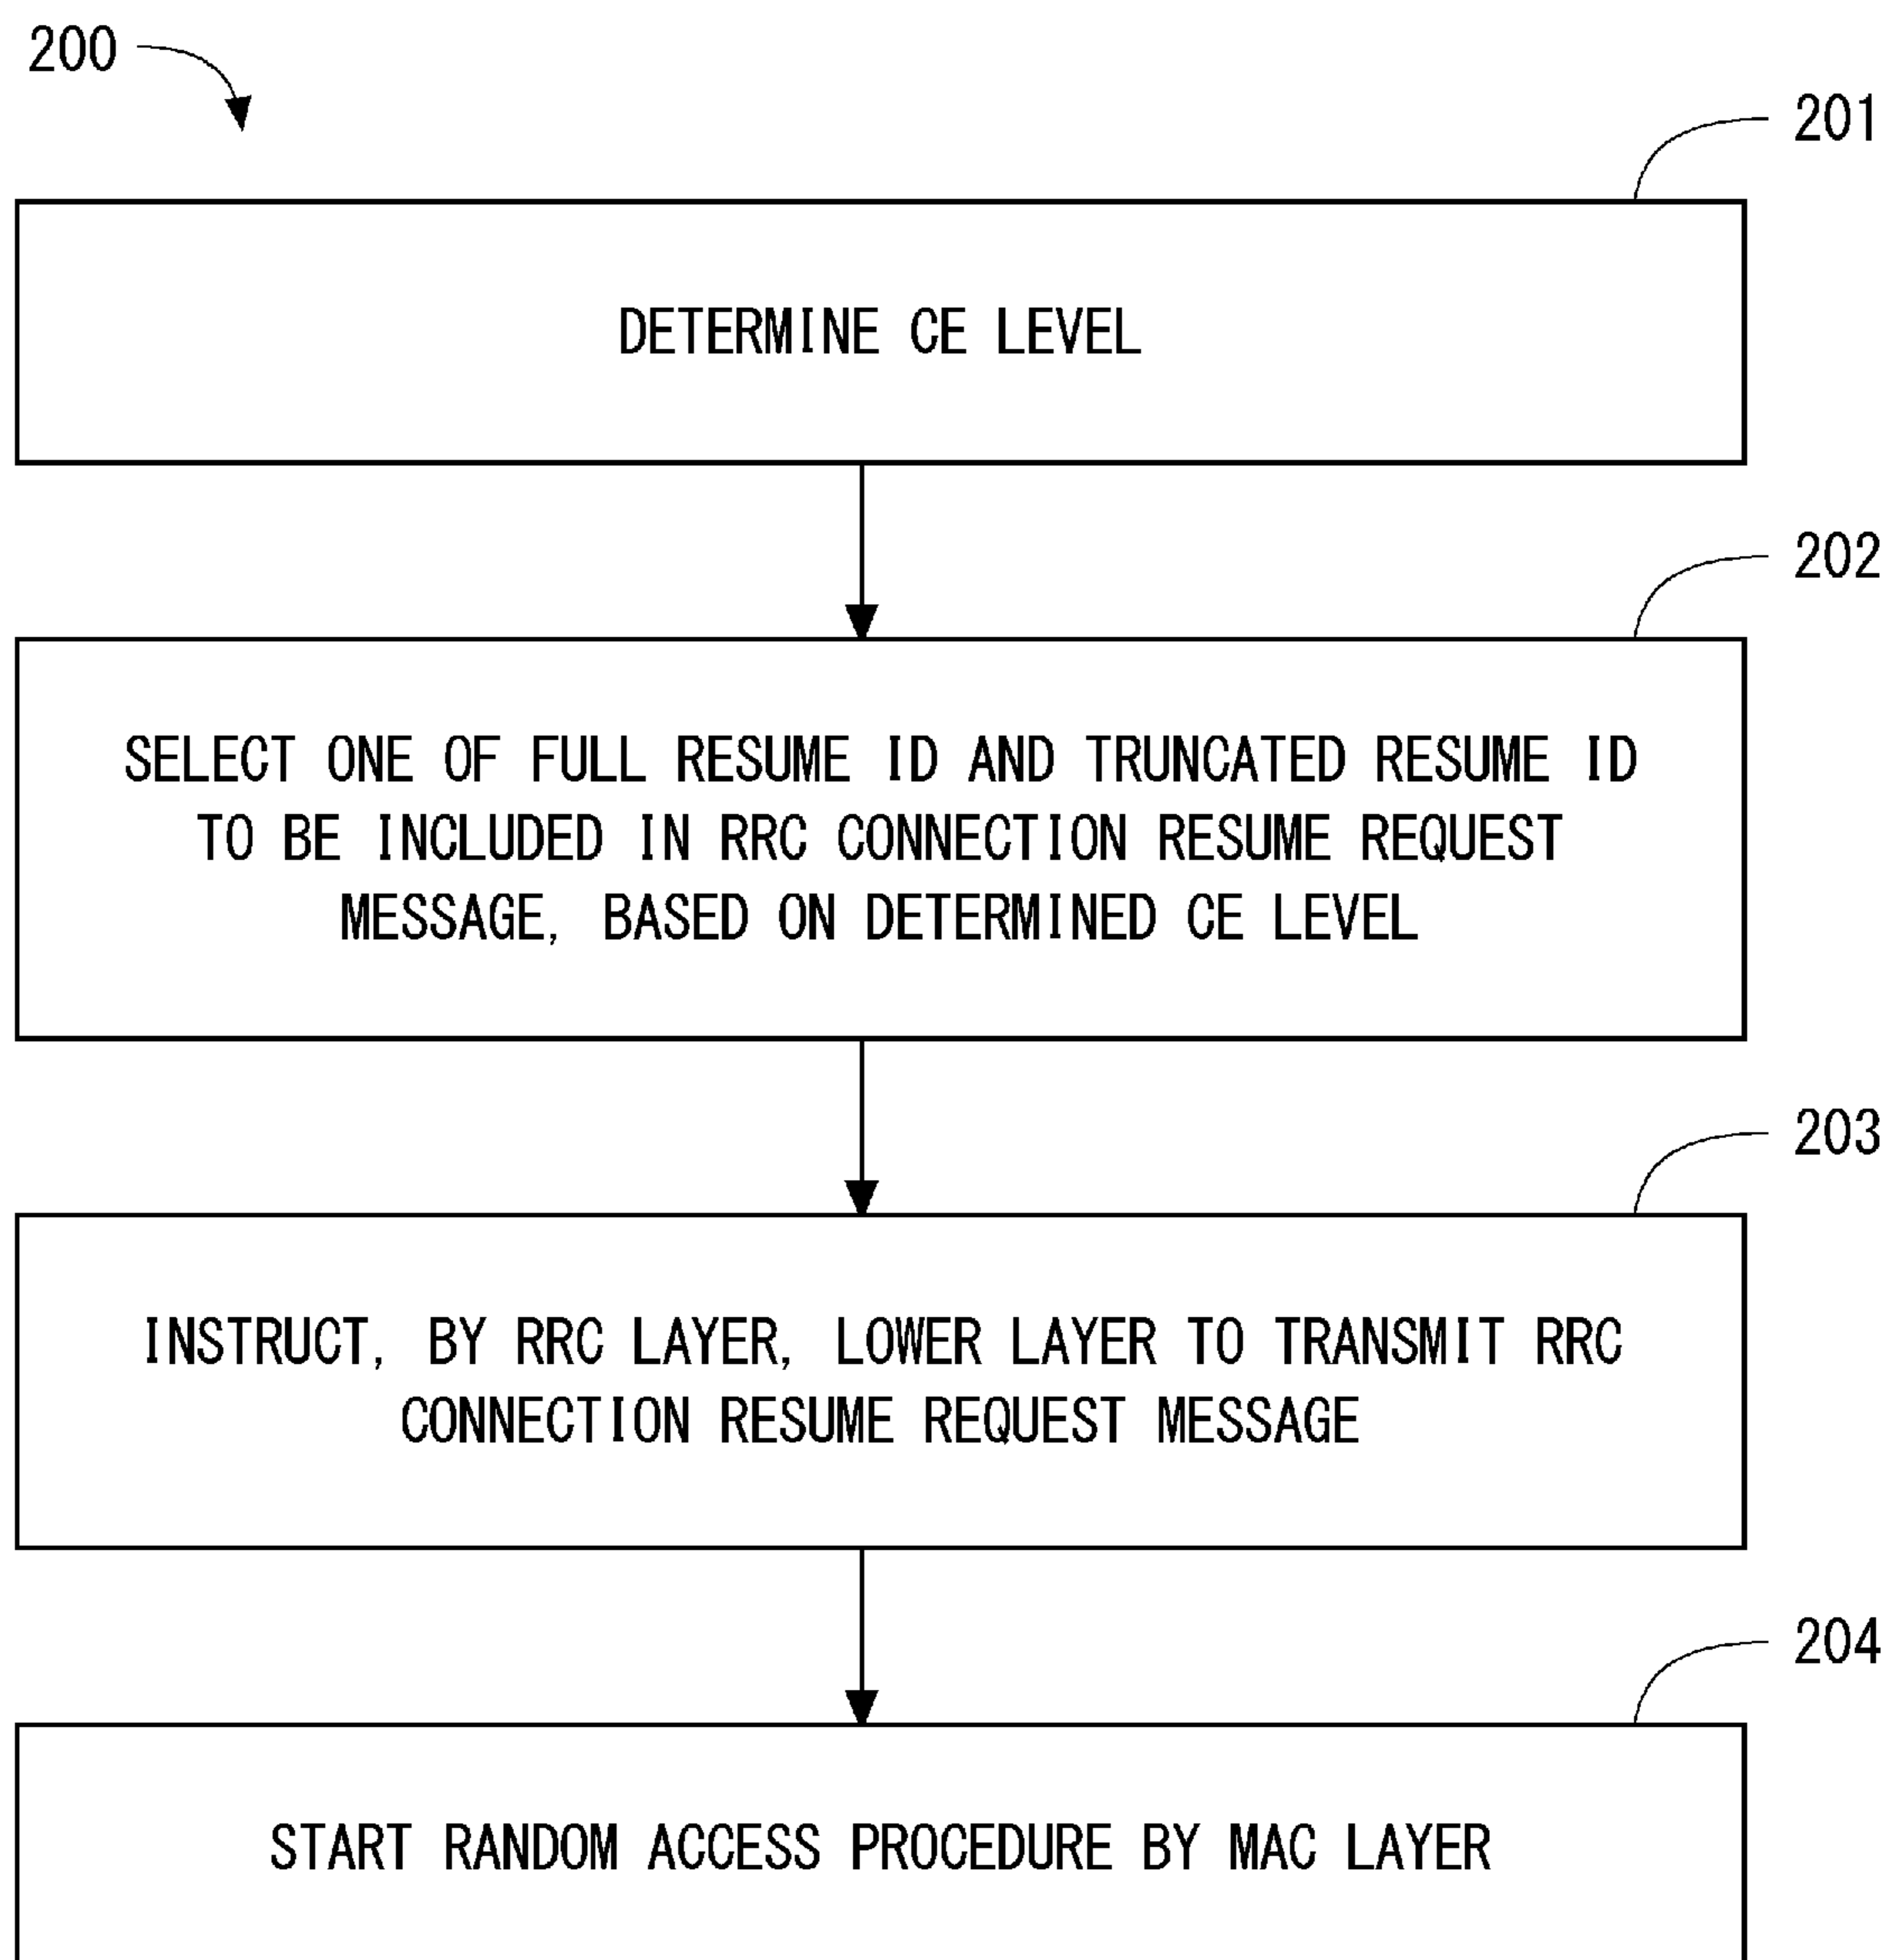 200
201
DETERMINE CE LEVEL
202
SELECT ONE OF FULL RESUME ID AND TRUNCATED RESUME ID
TO BE INCLUDED IN RRC CONNECTION RESUME REQUEST
MESSAGE, BASED ON DETERMINED CE LEVEL
203
INSTRUCT, BY RRC LAYER, LOWER LAYER TO TRANSMIT RRC
CONNECTION RESUME REQUEST MESSAGE
204
START RANDOM ACCESS PROCEDURE BY MAC LAYER